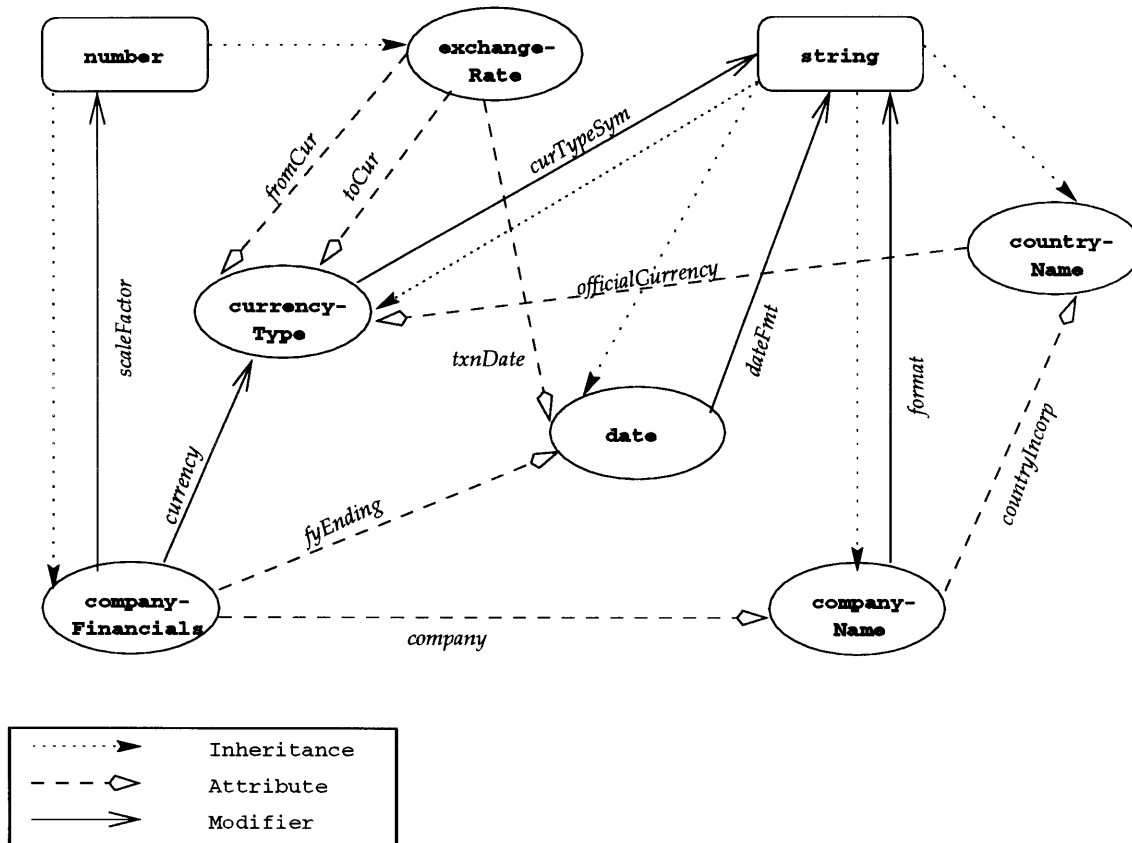 number
exchange-
Rate
string
fromCur
toCur
curTypeSym
country-
Name
officialCurrency
currency-
Type
scaleFactor
txnDate
dateFmt
format
date
countryIncorp
currency
fyEnding
company-
Financials
company
company-
Name
Inheritance
Attribute
Modifier